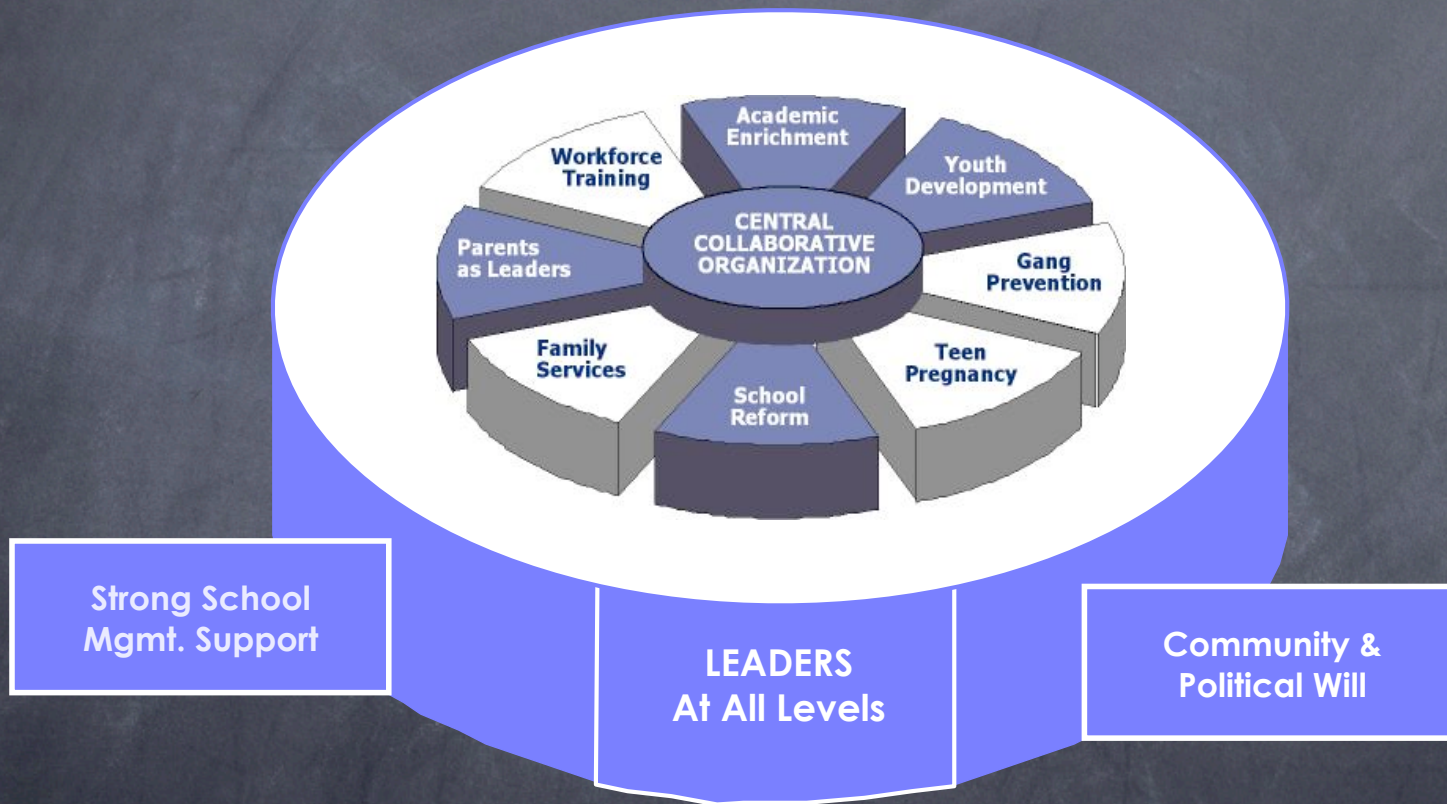 Academic
Enrichment
Workforce
Training
Youth
Development
CENTRAL
COLLABORATIVE
ORGANIZATION
Parents
as Leaders
Gang
Prevention
Family
Services
Teen
Pregnancy
School
Reform
Strong School
Mgmt. Support
LEADERS
At All Levels
Community &
Political Will